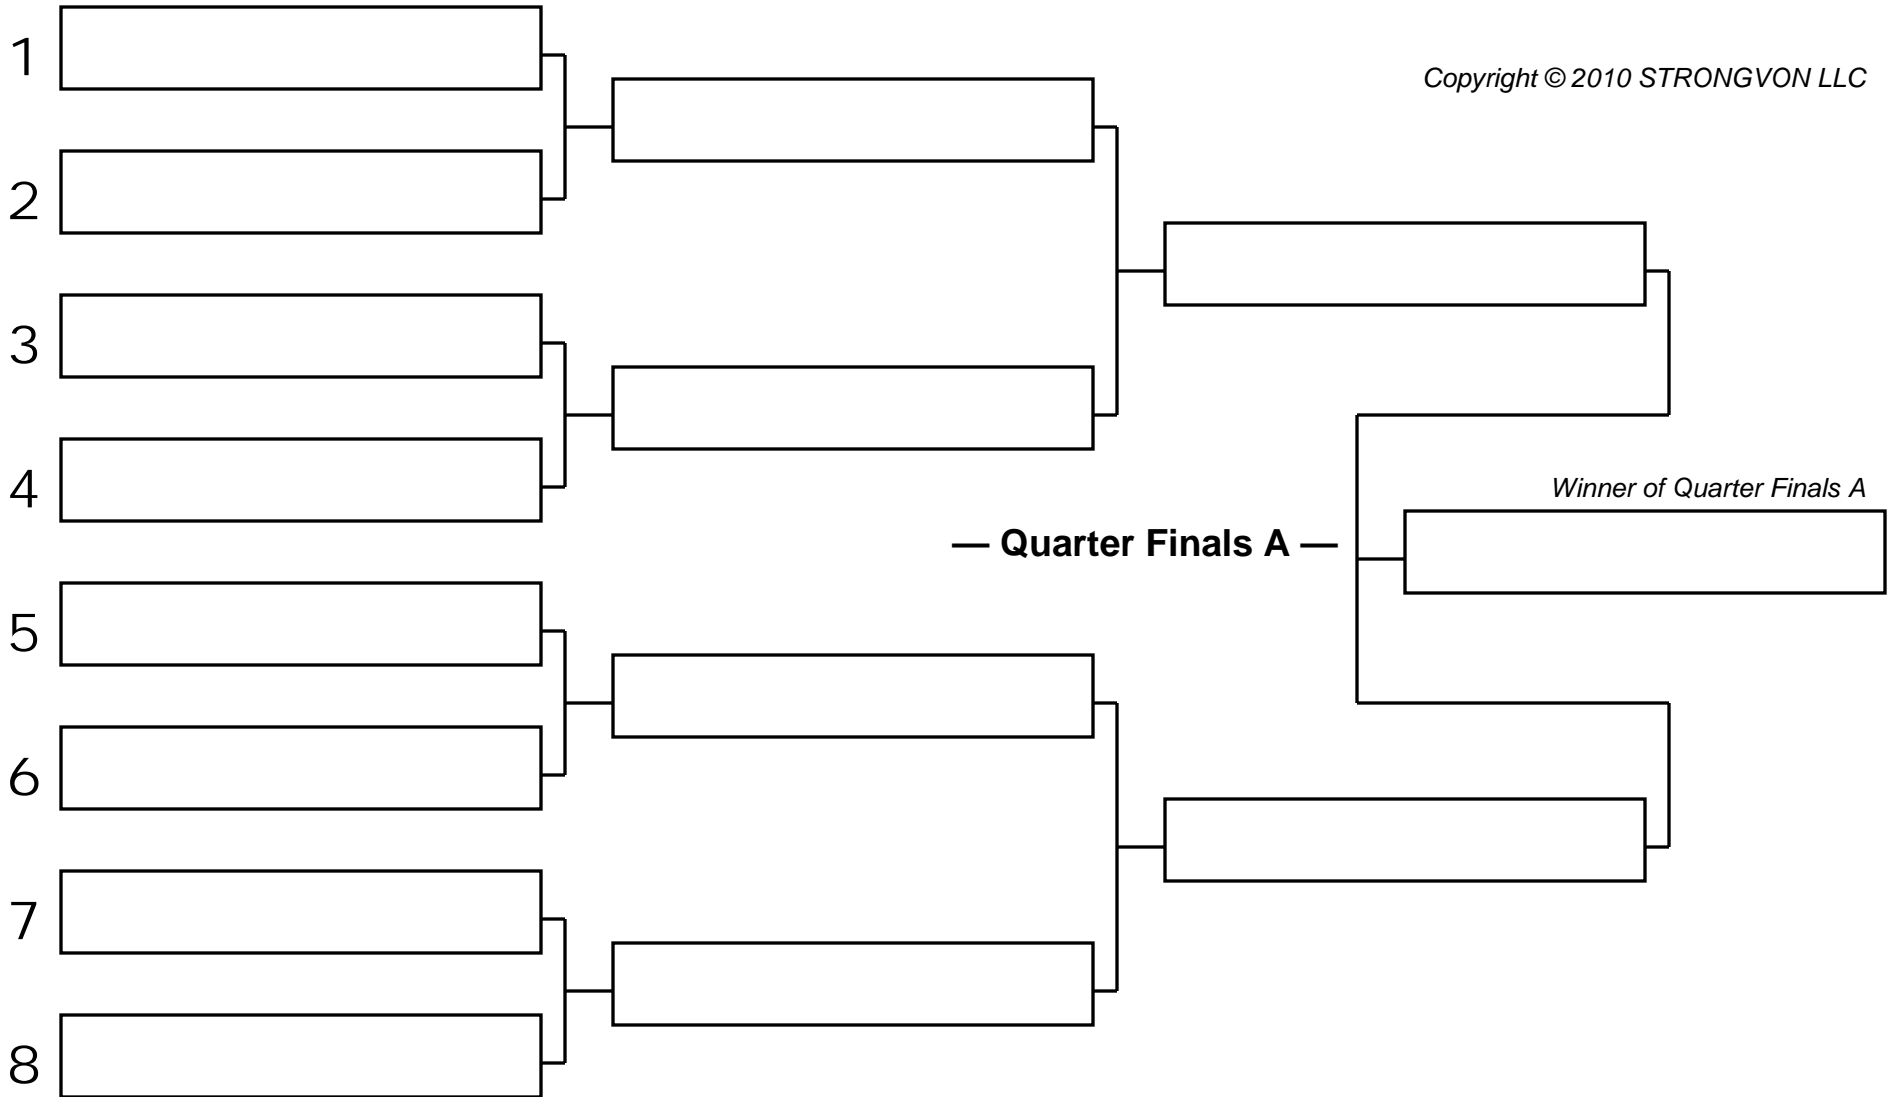 1
Copyright © 2010 STRONGVON LLC
2
3
4
Winner of Quarter Finals A
— Quarter Finals A —
5
6
7
8